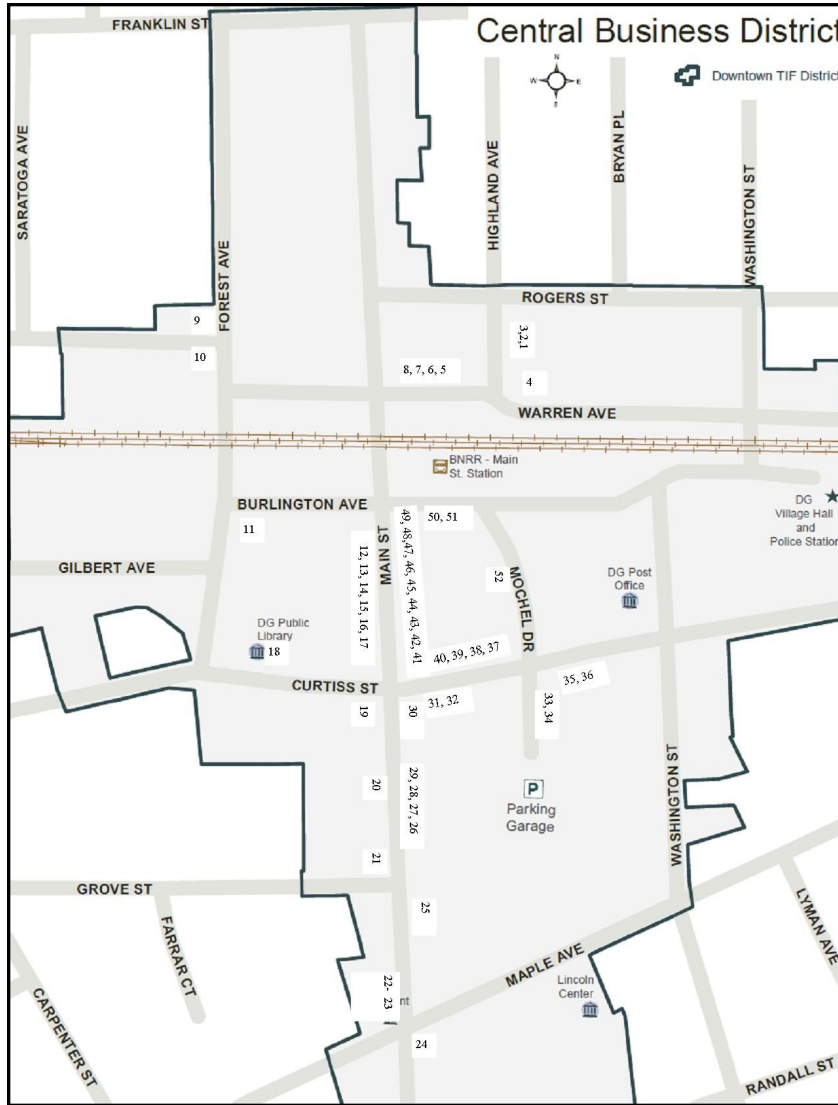 Central Business District
FRANKLIN ST
N
W
E
S
Downtown TIF District
SARATOGA AVE
FOREST AVE
HIGHLAND AVE
BRYAN PL
WASHINGTON ST
ROGERS ST
9
3,2,1
10
8, 7, 6, 5
4
WARREN AVE
BNRR - Main
St. Station
BURLINGTON AVE
MAIN ST
49, 48,47, 46, 45, 44, 43, 42, 41
50, 51
DG
Village Hall
and
Police Station
11
12, 13, 14, 15, 16, 17
GILBERT AVE
52
MOCHEL DR
DG Post
Office
DG Public
Library
18
40, 39, 38, 37
CURTISS ST
35, 36
19
30
31, 32
33, 34
20
29, 28, 27, 26
P
Parking
Garage
WASHINGTON ST
21
GROVE ST
25
FARRAR CT
LYMAN AVE
MAPLE AVE
22-
23
Lincoln
Center
CARPENTER ST
24
RANDALL ST